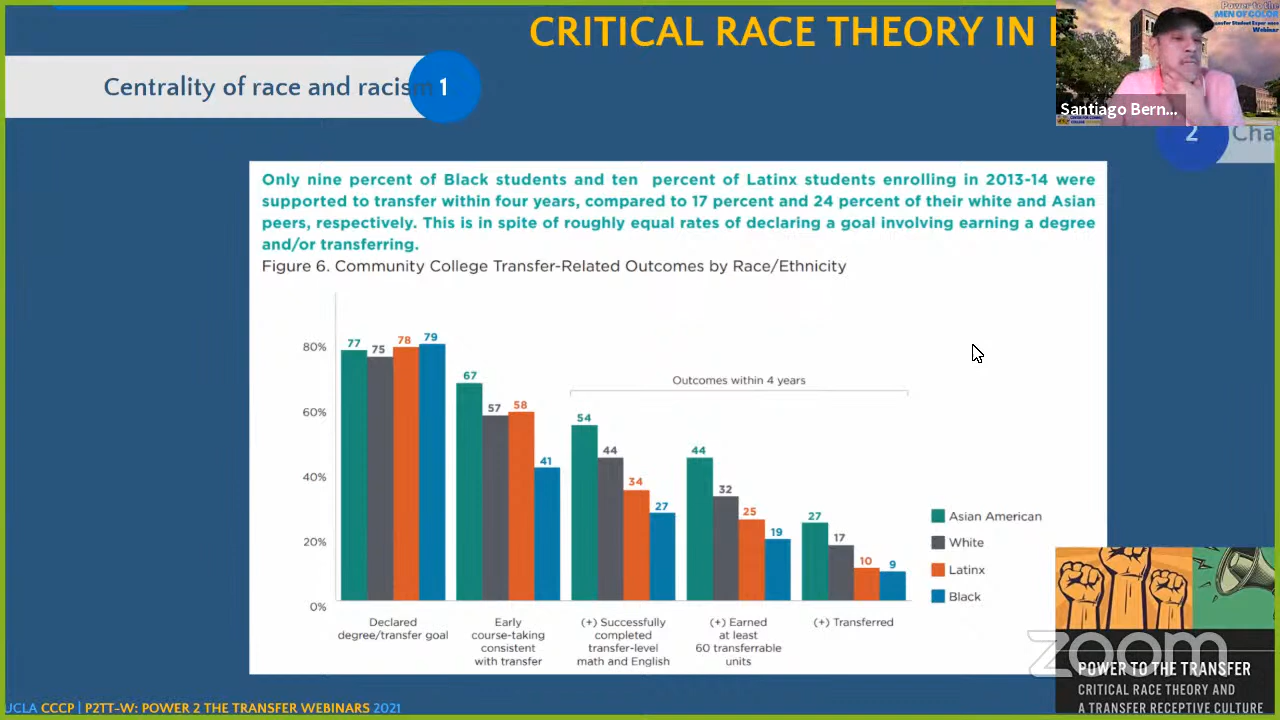 CRITICAL RACE THEORY IN
Centrality of race and racism 1
Power to the
MEN OF COLOR
Webinar
Santiago Bern...
2 Cha
Only nine percent of Black students and ten percent of Latinx students enrolling in 2013-14 were
supported to transfer within four years, compared to 17 percent and 24 percent of their white and Asian
peers, respectively. This is in spite of roughly equal rates of declaring a goal involving earning a degree
and/or transferring.
Figure 6. Community College Transfer-Related Outcomes by Race/Ethnicity
Outcomes within 4 years
80%
60%
40%
20%
0%
77 75 78 79
67 57 58 41
54 44 34 27
44 32 25 19
27 17 10 9
Asian American
White
Latinx
Black
Declared
degree/transfer goal
Early
course-taking
consistent
with transfer
(+) Successfully
completed
transfer-level
math and English
(+) Earned
at least
60 transferrable
units
(+) Transferred
zoom
POWER TO THE TRANSFER
CRITICAL RACE THEORY AND
A TRANSFER RECEPTIVE CULTURE
UCLA CCCP | P2TT-W: POWER 2 THE TRANSFER WEBINARS 2021